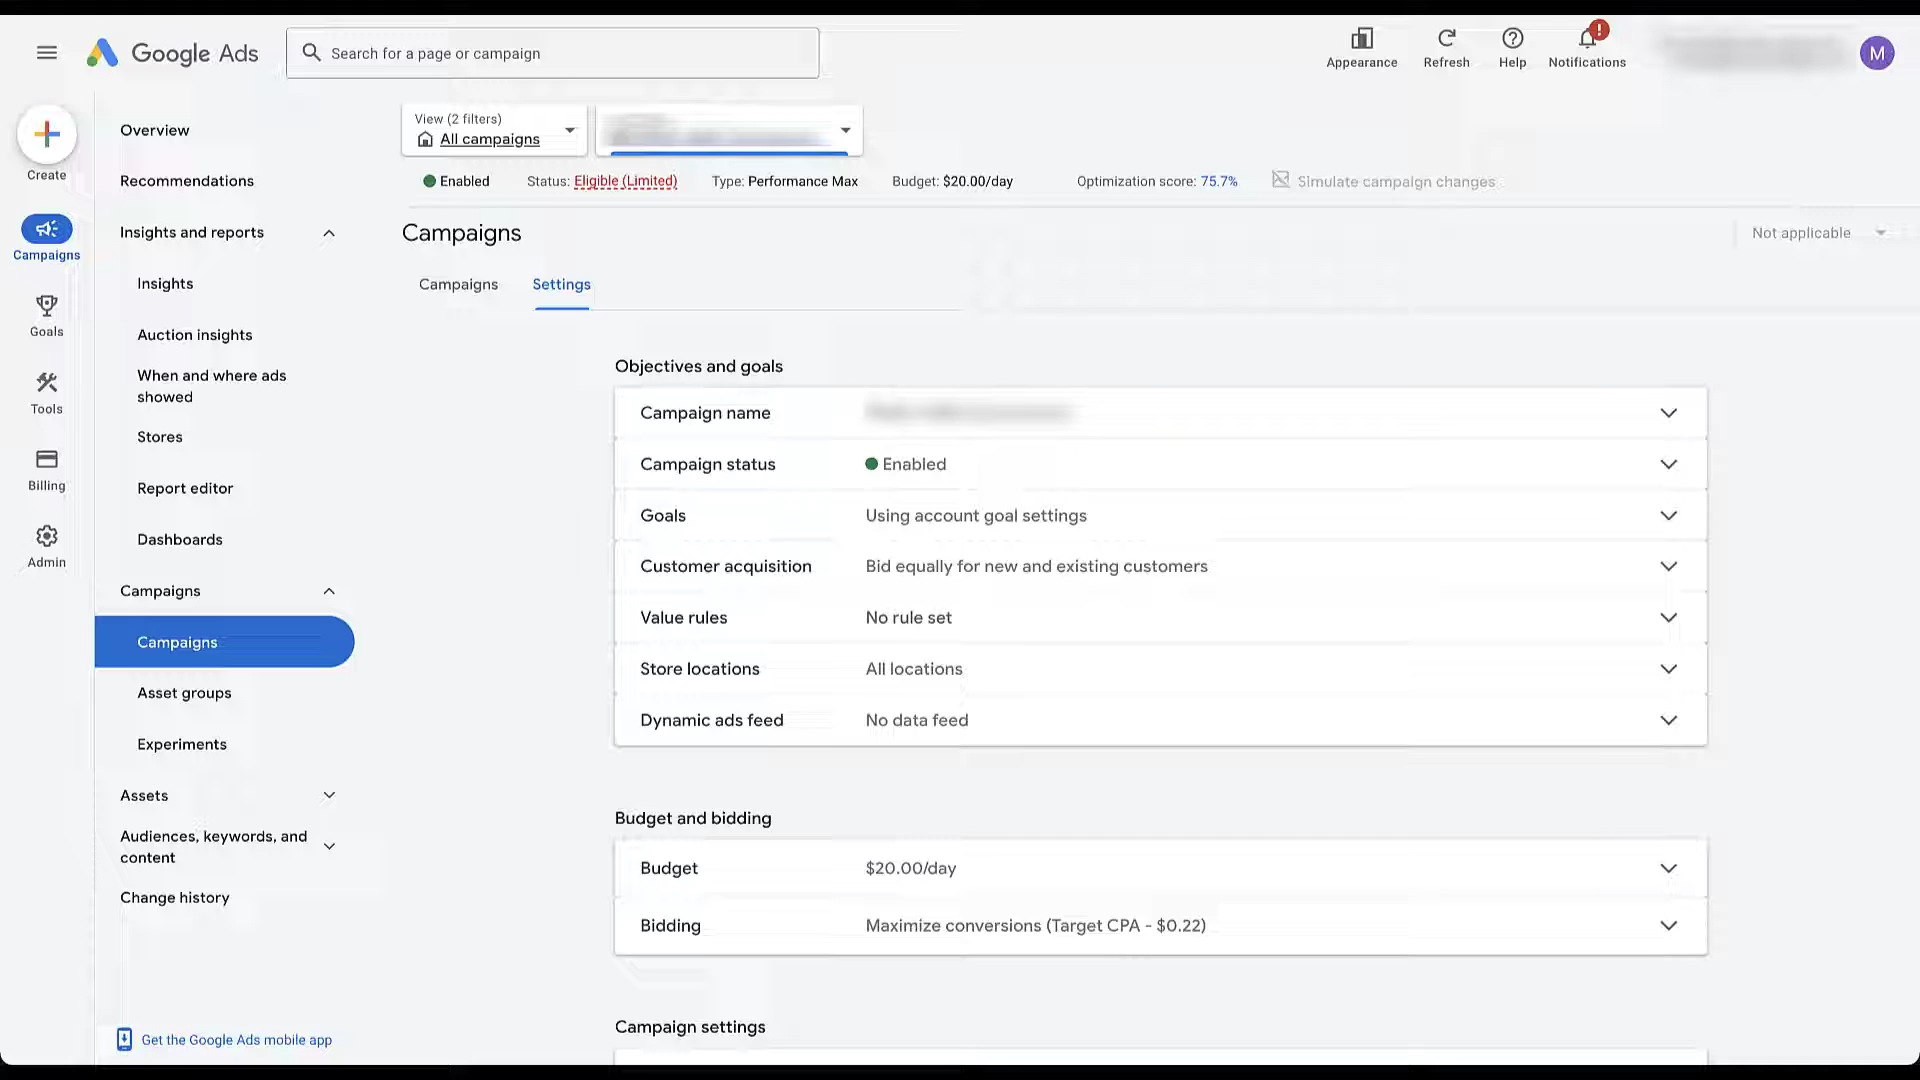 Google Ads
Search for a page or campaign
Appearance
Refresh
Help
!
Notifications
M
Create
Campaigns
Goals
Tools
Billing
Admin
Overview
Recommendations
Insights and reports
Insights
Auction insights
When and where ads
showed
Stores
Report editor
Dashboards
Campaigns
Campaigns
Asset groups
Experiments
Assets
Audiences, keywords, and
content
Change history
Get the Google Ads mobile app
View (2 filters)
All campaigns
Enabled Status: Eligible (Limited) Type: Performance Max Budget: $20.00/day Optimization score: 75.7% Simulate campaign changes
Campaigns
Not applicable
Campaigns Settings
Objectives and goals
Campaign name
Campaign status Enabled
Goals Using account goal settings
Customer acquisition Bid equally for new and existing customers
Value rules No rule set
Store locations All locations
Dynamic ads feed No data feed
Budget and bidding
Budget $20.00/day
Bidding Maximize conversions (Target CPA - $0.22)
Campaign settings